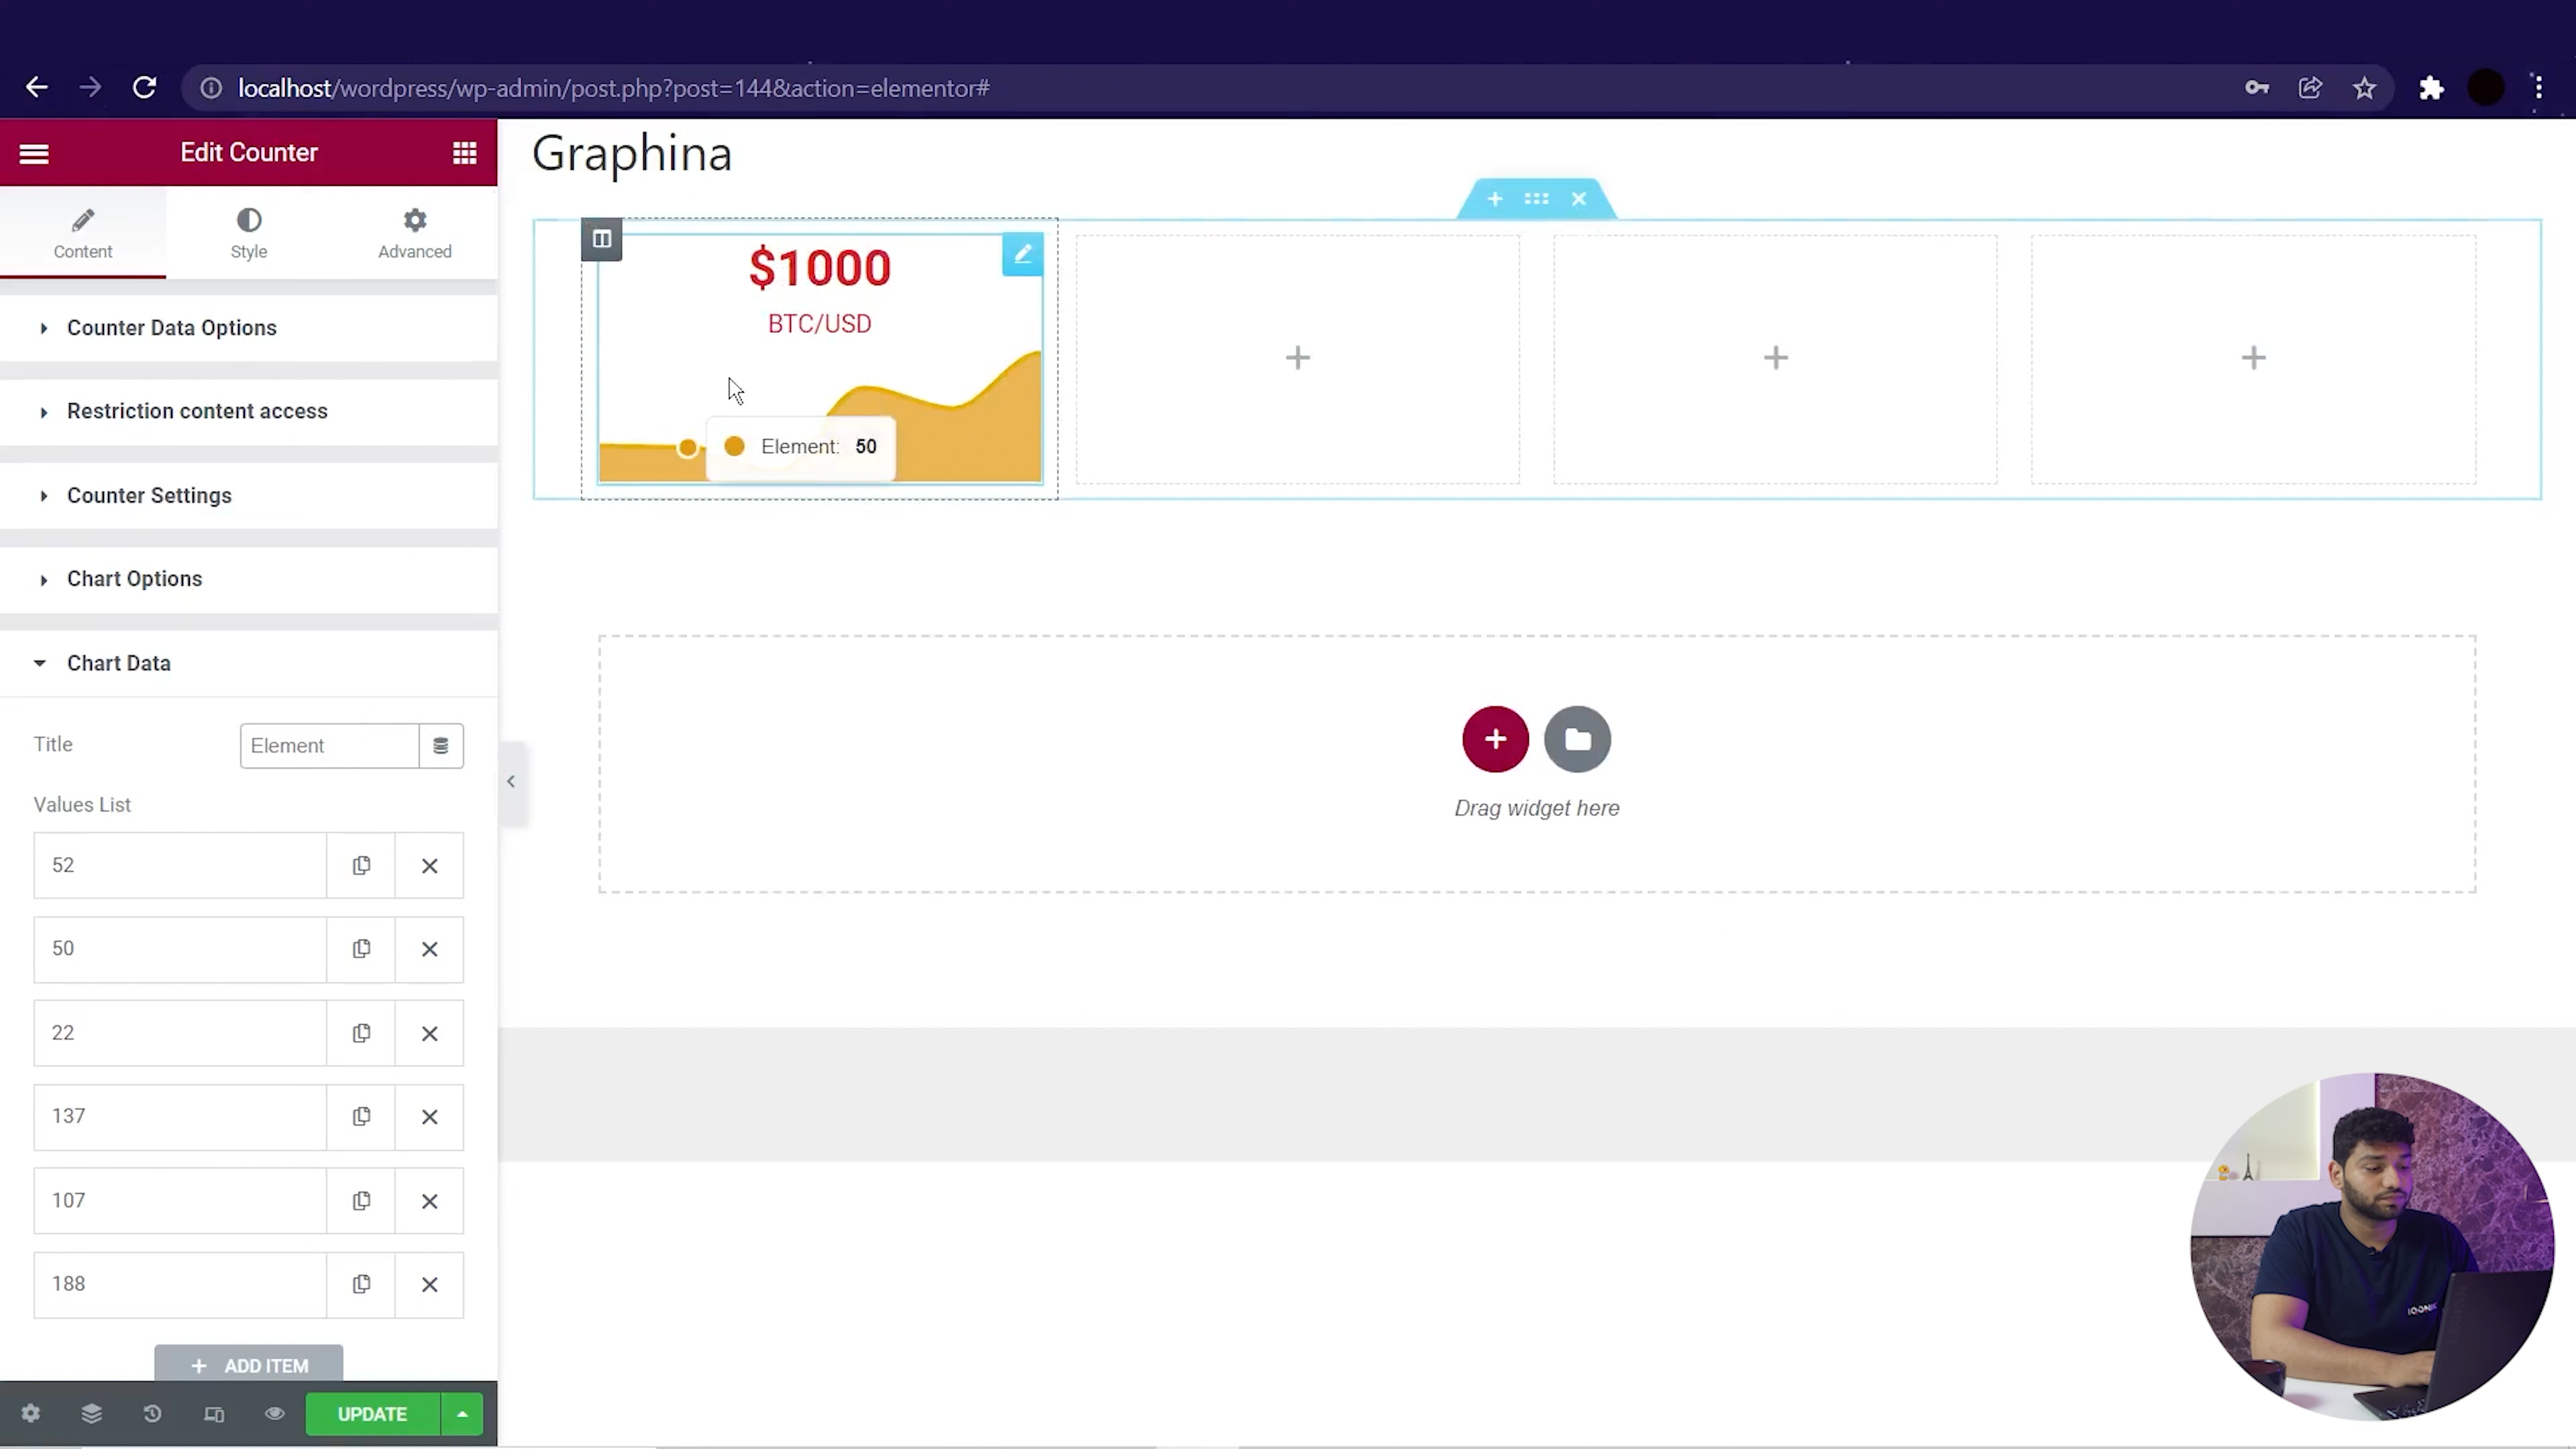 localhost/wordpress/wp-admin/post.php?post=144&action=elementor#
Edit Counter
Content
Style
Advanced
Counter Data Options
Restriction content access
Counter Settings
Chart Options
Chart Data
Title
Element
Values List
52
50
22
137
107
188
+ ADD ITEM
UPDATE
Graphina
$1000
BTC/USD
Element: 50
Drag widget here